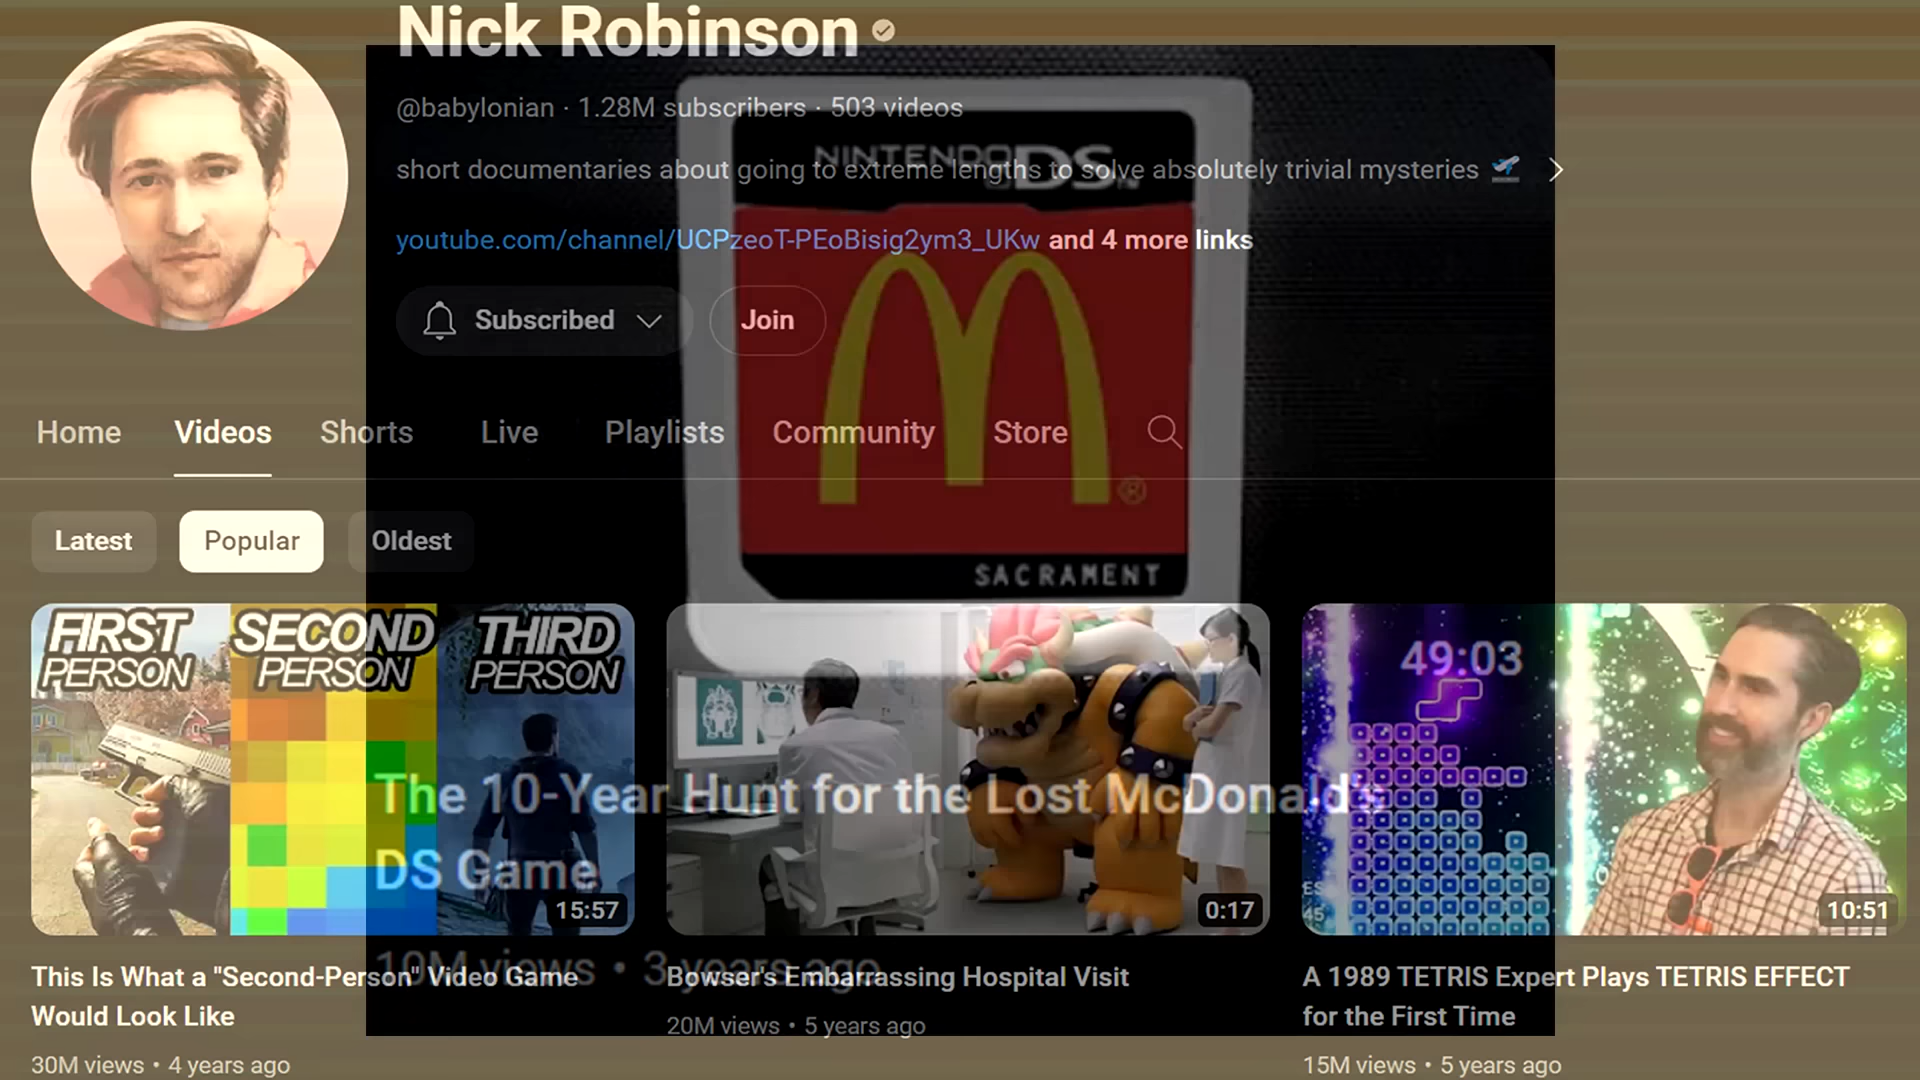 Nick Robinson
@babylonian · 1.28M subscribers · 503 videos
NINTENDO DS™
short documentaries about going to extreme lengths to solve absolutely trivial mysteries
youtube.com/channel/UCPzeoT-PEoBisig2ym3_UKw and 4 more links
Subscribed
Join
M
®
Home Videos Shorts Live Playlists Community Store
Latest Popular Oldest
SACRAMENT
FIRST PERSON
SECOND PERSON
THIRD PERSON
49:03
The 10-Year Hunt for the Lost McDonald's
DS Game
15:57
0:17
10:51
45
This Is What a "Second-Person" Video Game
Would Look Like
30M views • 4 years ago
10M views • 3 years ago
Bowser's Embarrassing Hospital Visit
20M views • 5 years ago
A 1989 TETRIS Expert Plays TETRIS EFFECT
for the First Time
15M views • 5 years ago